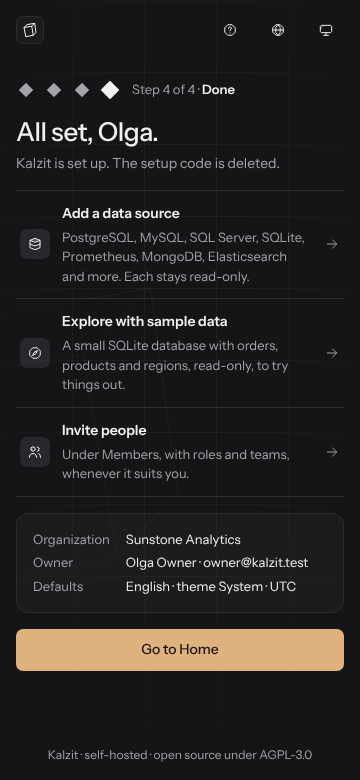 Step 4 of 4 · Done
All set, Olga.
Kalzit is set up. The setup code is deleted.
Add a data source
PostgreSQL, MySQL, SQL Server, SQLite,
Prometheus, MongoDB, Elasticsearch
and more. Each stays read-only.
Explore with sample data
A small SQLite database with orders,
products and regions, read-only, to try
things out.
Invite people
Under Members, with roles and teams,
whenever it suits you.
Organization Sunstone Analytics
Owner Olga Owner · owner@kalzit.test
Defaults English · theme System · UTC
Go to Home
Kalzit · self-hosted · open source under AGPL-3.0